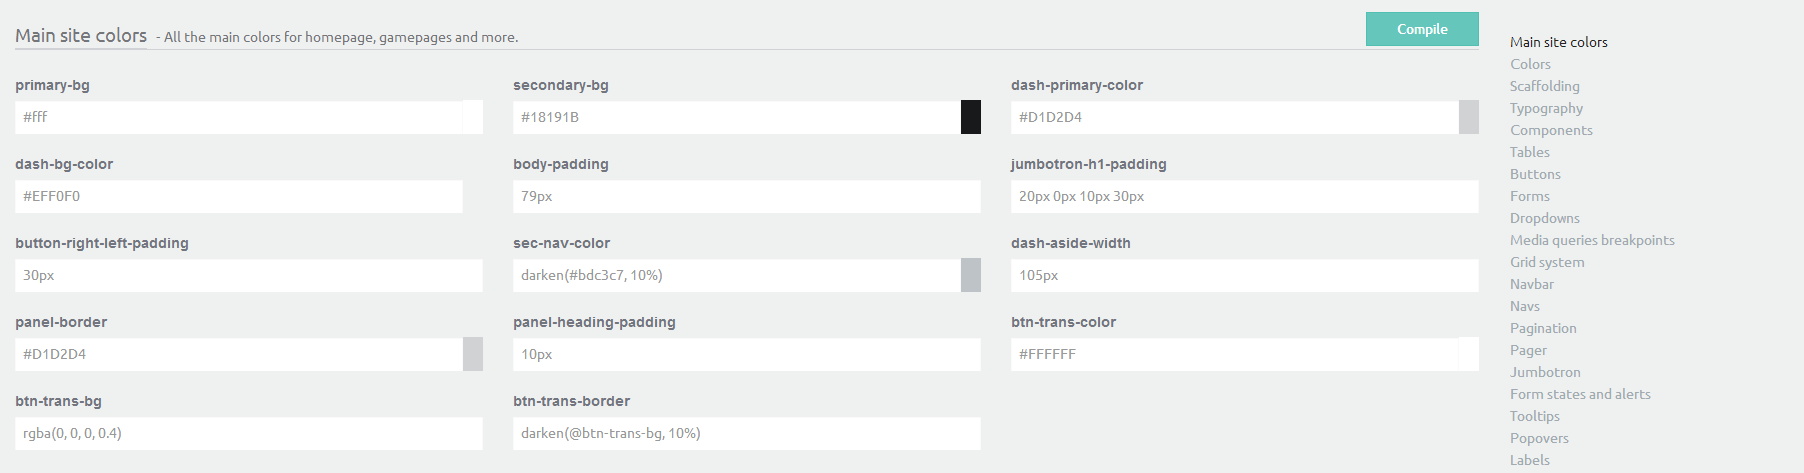 Main site colors - All the main colors for homepage, gamepages and more.
Compile
primary-bg
#fff
secondary-bg
#18191B
dash-primary-color
#D1D2D4
dash-bg-color
#EFF0F0
body-padding
79px
jumbotron-h1-padding
20px 0px 10px 30px
button-right-left-padding
30px
sec-nav-color
darken(#bdc3c7, 10%)
dash-aside-width
105px
panel-border
#D1D2D4
panel-heading-padding
10px
btn-trans-color
#FFFFFF
btn-trans-bg
rgba(0, 0, 0, 0.4)
btn-trans-border
darken(@btn-trans-bg, 10%)
Main site colors
Colors
Scaffolding
Typography
Components
Tables
Buttons
Forms
Dropdowns
Media queries breakpoints
Grid system
Navbar
Navs
Pagination
Pager
Jumbotron
Form states and alerts
Tooltips
Popovers
Labels